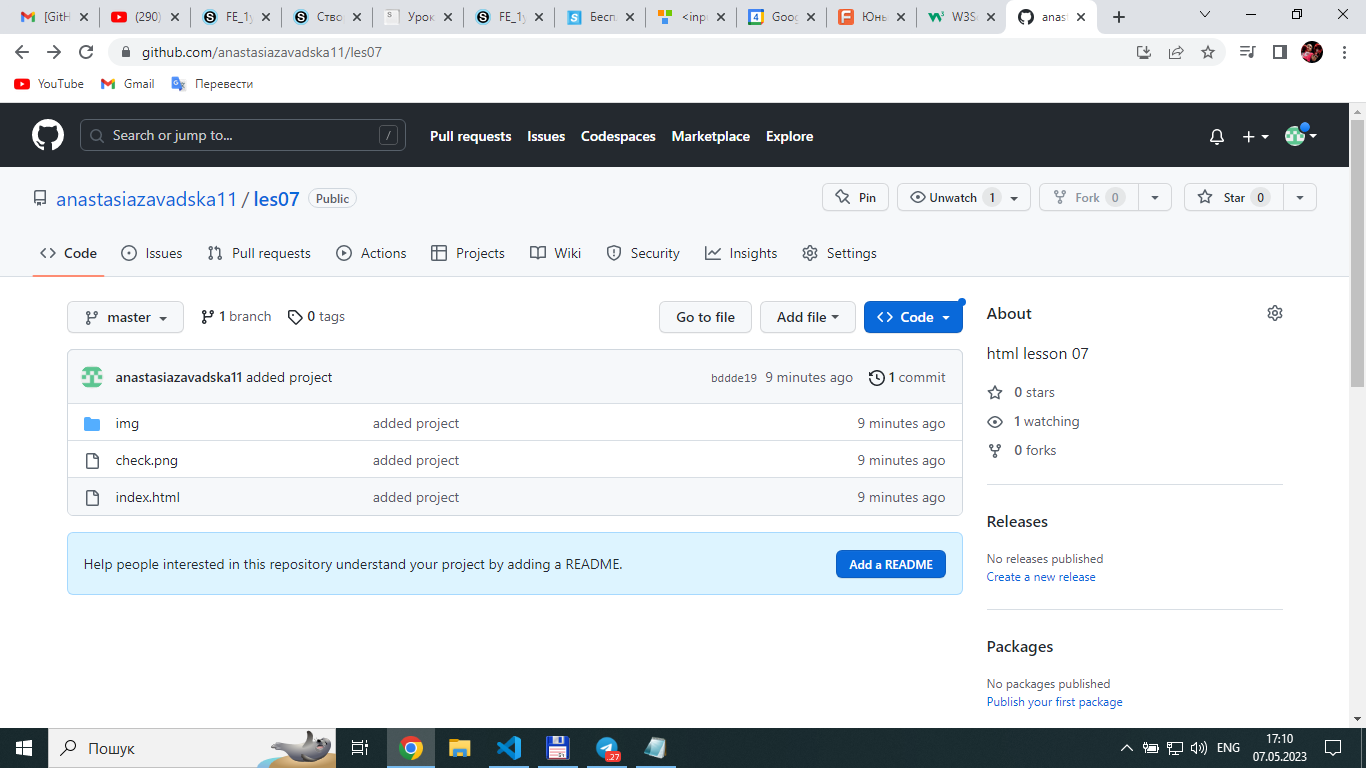 [GitH
(290)
FE_1y
Ство
Урок
FE_1y
Бесп
<inp
Goog
Юны
W3S
anas
github.com/anastasiazavadska11/les07
YouTube Gmail Перевести
Search or jump to... / Pull requests Issues Codespaces Marketplace Explore
anastasiazavadska11 / les07 Public Pin Unwatch 1 Fork 0 Star 0
Code Issues Pull requests Actions Projects Wiki Security Insights Settings
master 1 branch 0 tags Go to file Add file Code
anastasiazavadska11 added project bddde19 9 minutes ago 1 commit
img added project 9 minutes ago
check.png added project 9 minutes ago
index.html added project 9 minutes ago
Help people interested in this repository understand your project by adding a README. Add a README
About
html lesson 07
0 stars
1 watching
0 forks
Releases
No releases published
Create a new release
Packages
No packages published
Publish your first package
Пошук
.27
ENG
17:10
07.05.2023